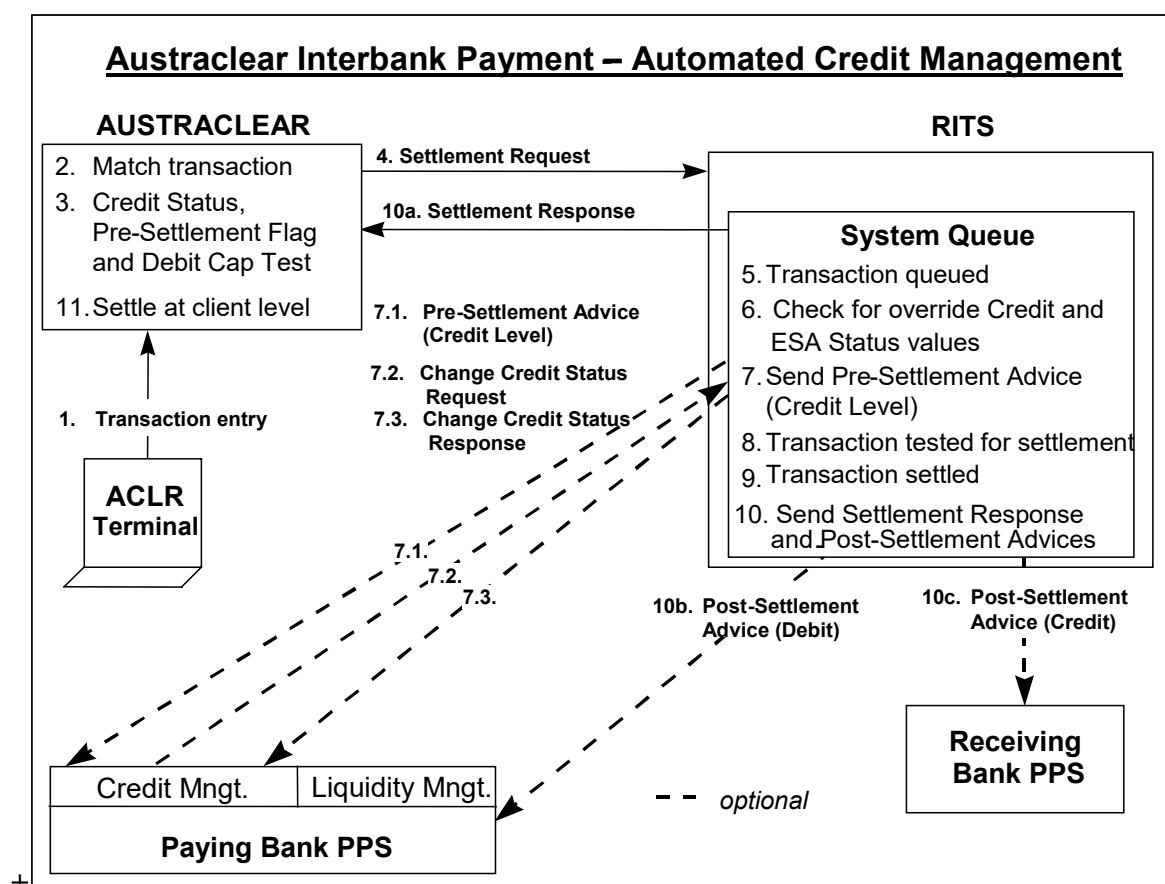 Austraclear Interbank Payment – Automated Credit Management
AUSTRACLEAR
RITS
2. Match transaction
3. Credit Status,
Pre-Settlement Flag
and Debit Cap Test
11. Settle at client level
4. Settlement Request
10a. Settlement Response
System Queue
5. Transaction queued
6. Check for override Credit and
ESA Status values
7. Send Pre-Settlement Advice
(Credit Level)
8. Transaction tested for settlement
9. Transaction settled
10. Send Settlement Response
and Post-Settlement Advices
7.1. Pre-Settlement Advice
(Credit Level)
7.2. Change Credit Status
Request
7.3. Change Credit Status
Response
1. Transaction entry
ACLR
Terminal
7.1.
7.2.
7.3.
10b. Post-Settlement
Advice (Debit)
10c. Post-Settlement
Advice (Credit)
Receiving
Bank PPS
Credit Mngt.
Liquidity Mngt.
Paying Bank PPS
– – optional
+